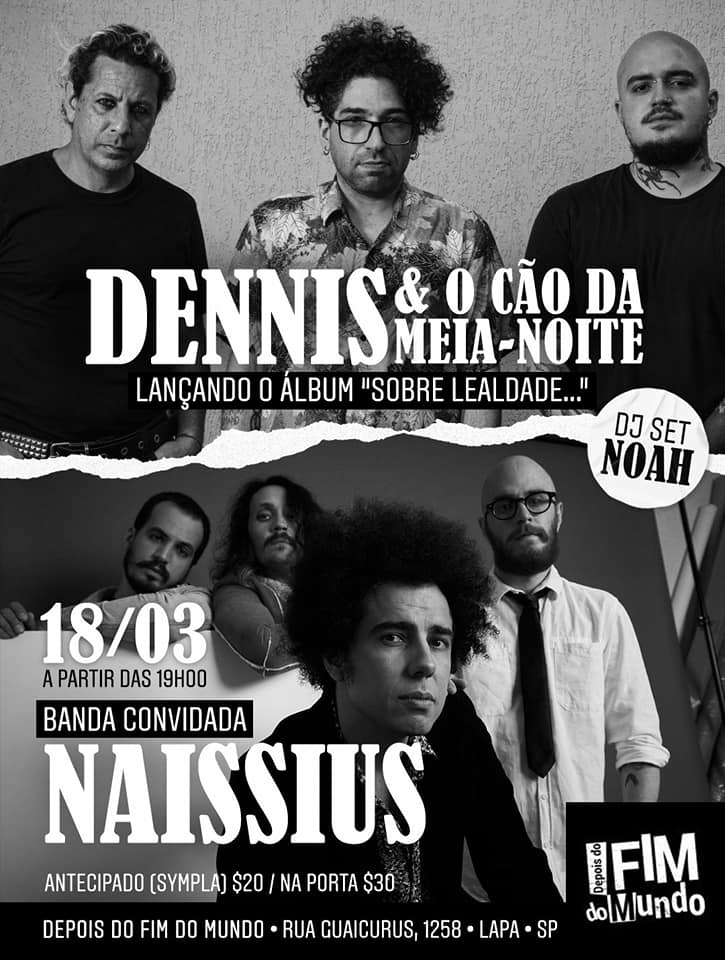 DENNIS & O CÃO DA
MEIA-NOITE
LANÇANDO O ÁLBUM "SOBRE LEALDADE..."
DJ SET
NOAH
18/03
A PARTIR DAS 19H00
BANDA CONVIDADA
NAISSIUS
ANTECIPADO (SYMPLA) $20 / NA PORTA $30
Depois do
FIM
do Mundo
DEPOIS DO FIM DO MUNDO • RUA GUAICURUS, 1258 • LAPA • SP